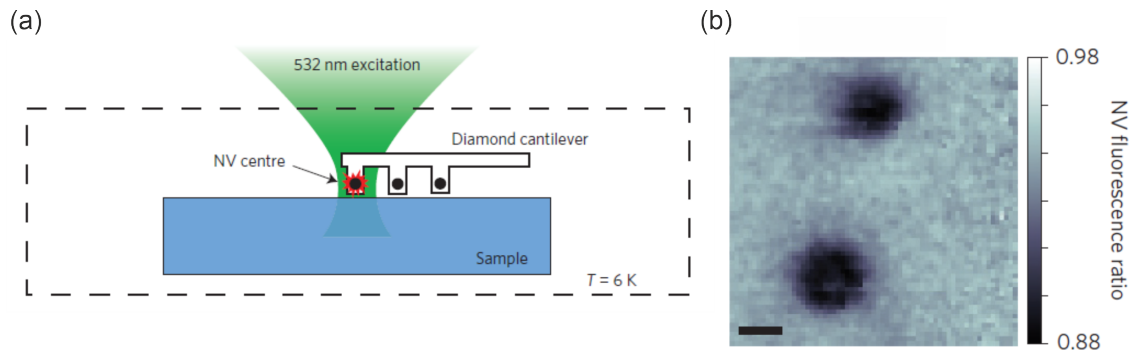 (a)
532 nm excitation
Diamond cantilever
NV centre
Sample
T = 6 K
(b)
0.98
NV fluorescence ratio
0.88